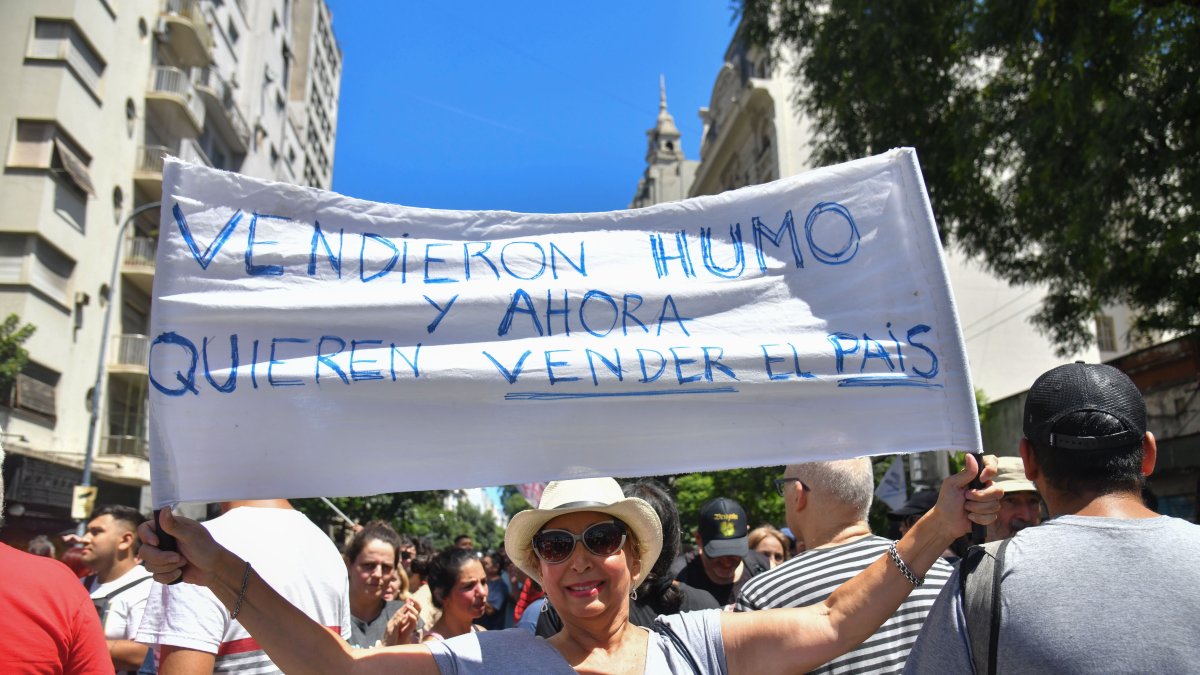 VENDIERON HUMO
Y AHORA
QUIEREN VENDER EL PAÍS